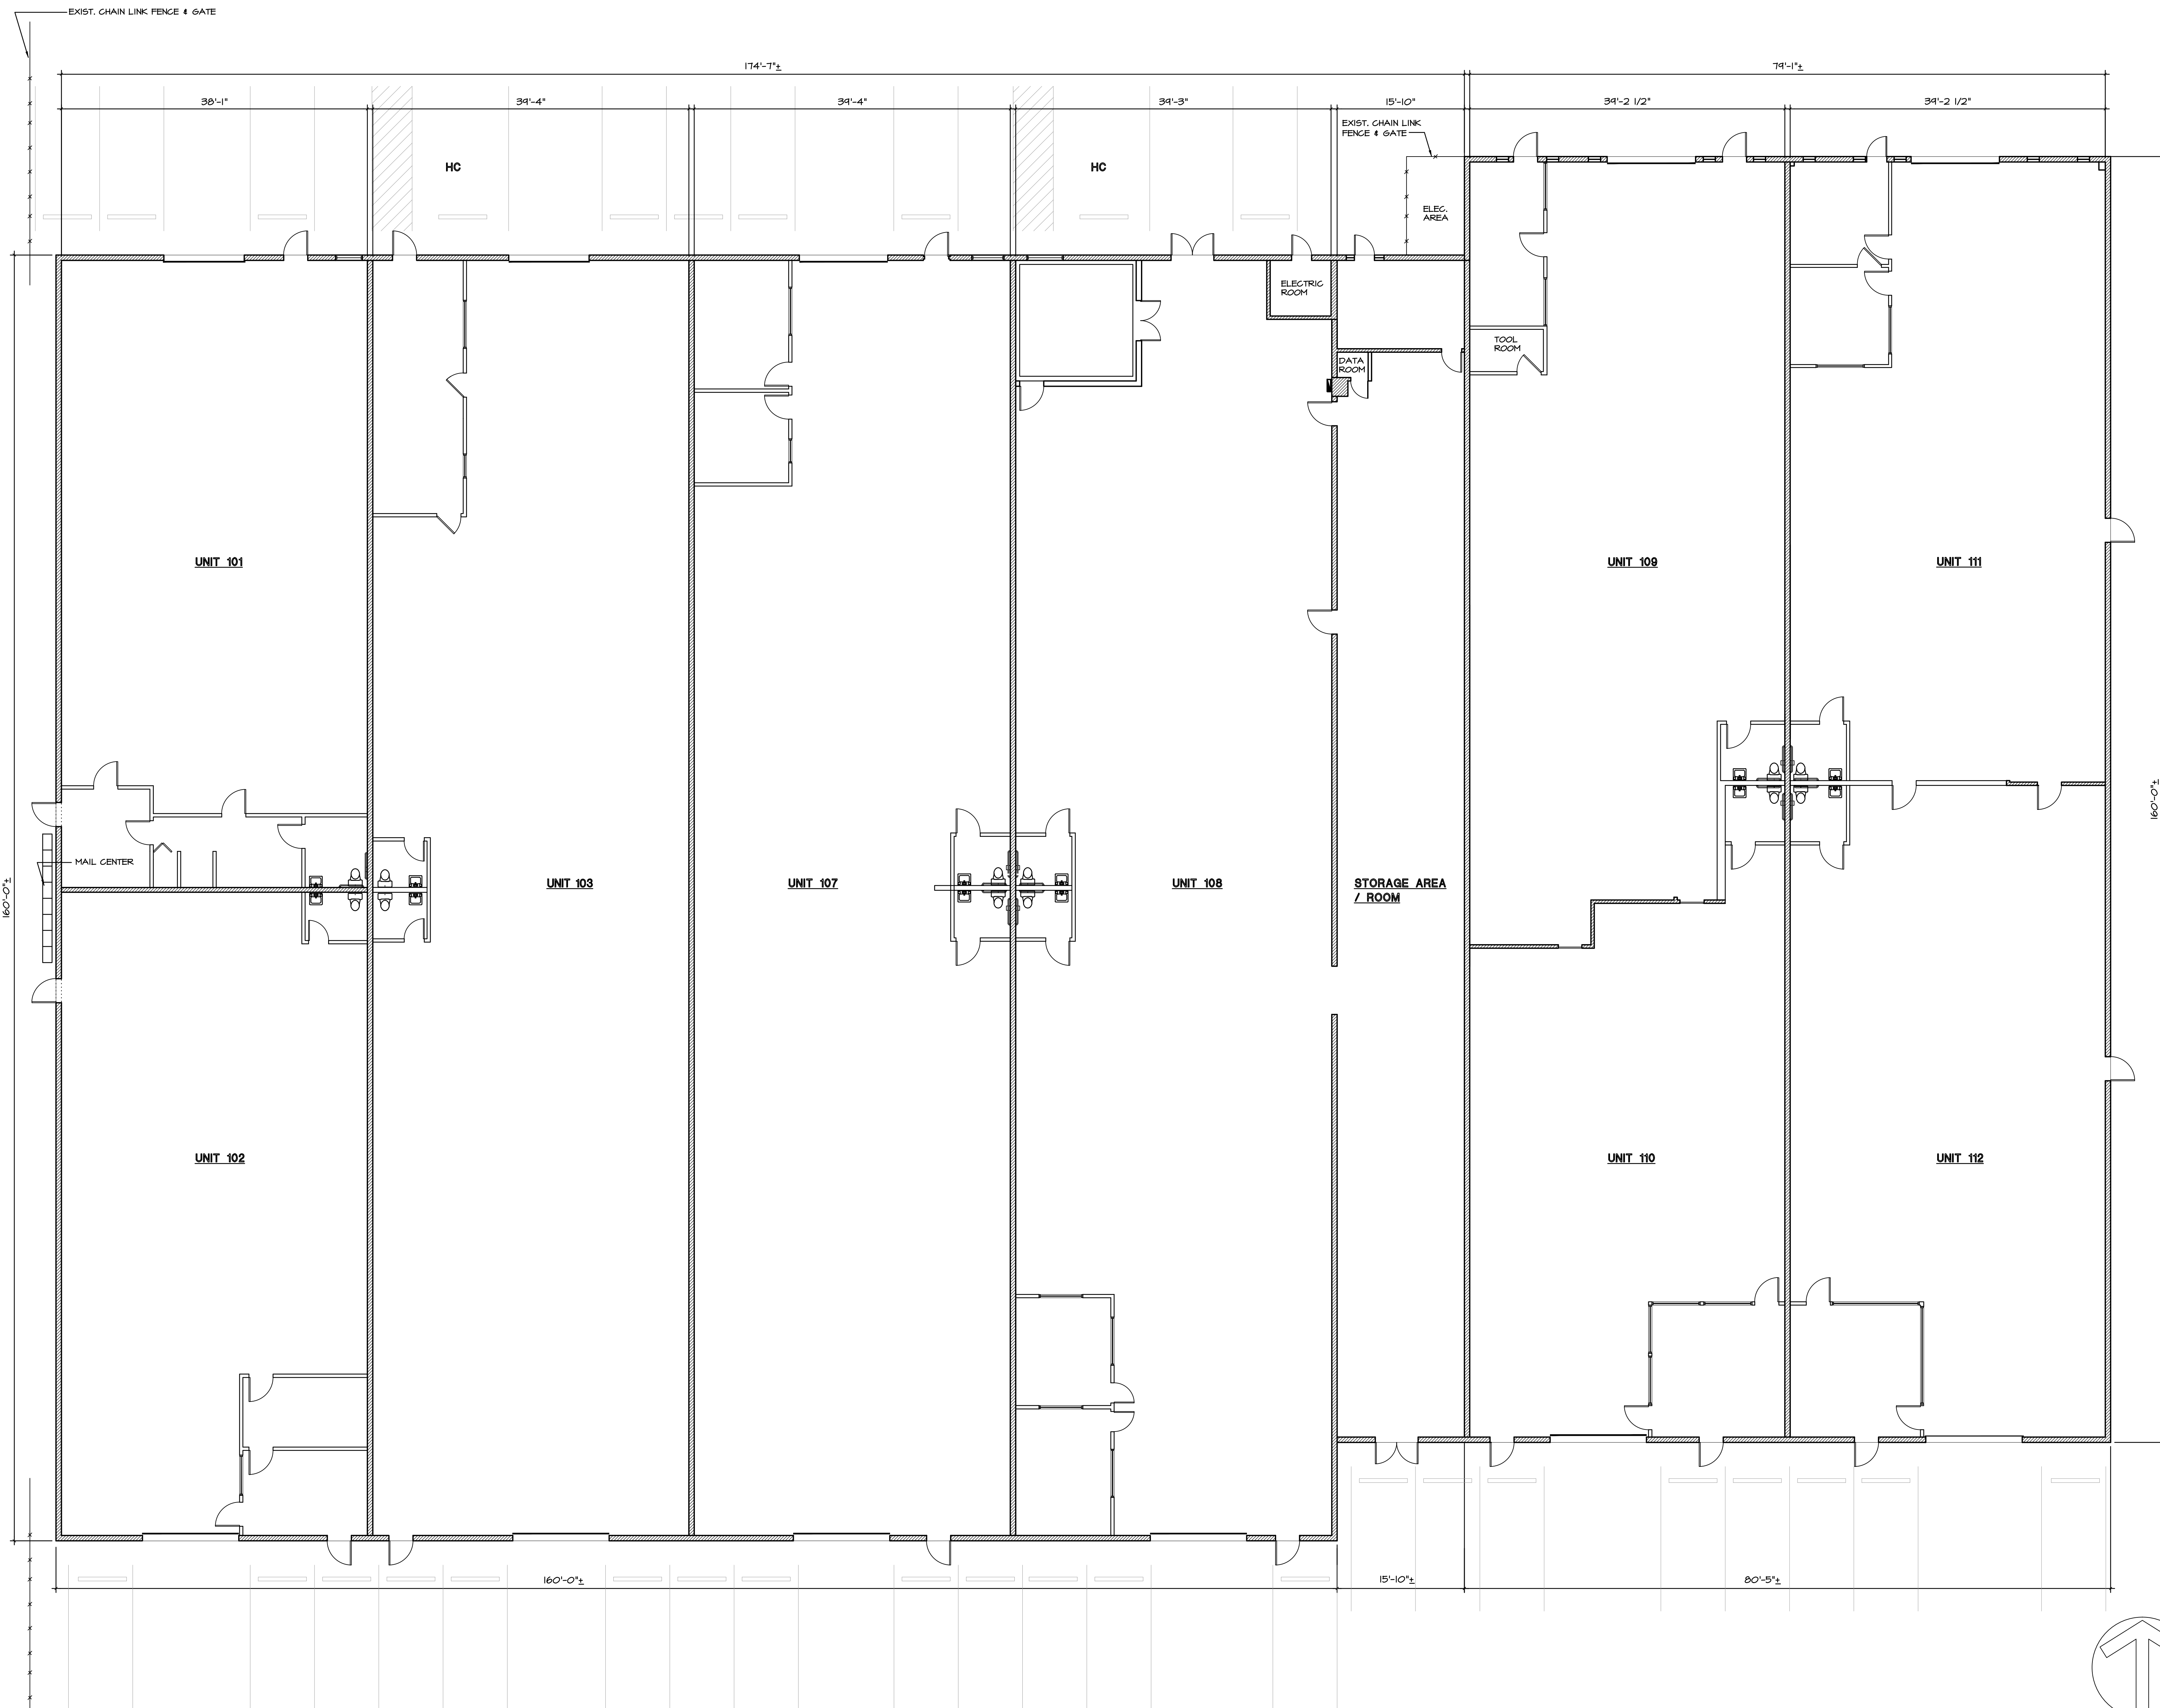 EXIST. CHAIN LINK FENCE & GATE
174'-7"±
79'-1"±
38'-1"
39'-4"
39'-4"
39'-3"
15'-10"
39'-2 1/2"
39'-2 1/2"
EXIST. CHAIN LINK
FENCE & GATE
HC
HC
ELEC.
AREA
ELECTRIC
ROOM
TOOL
ROOM
DATA
ROOM
UNIT 101
UNIT 109
UNIT 111
160'-0"±
MAIL CENTER
160'-0"±
UNIT 103
UNIT 107
UNIT 108
STORAGE AREA
/ ROOM
UNIT 102
UNIT 110
UNIT 112
160'-0"±
15'-10"±
80'-5"±